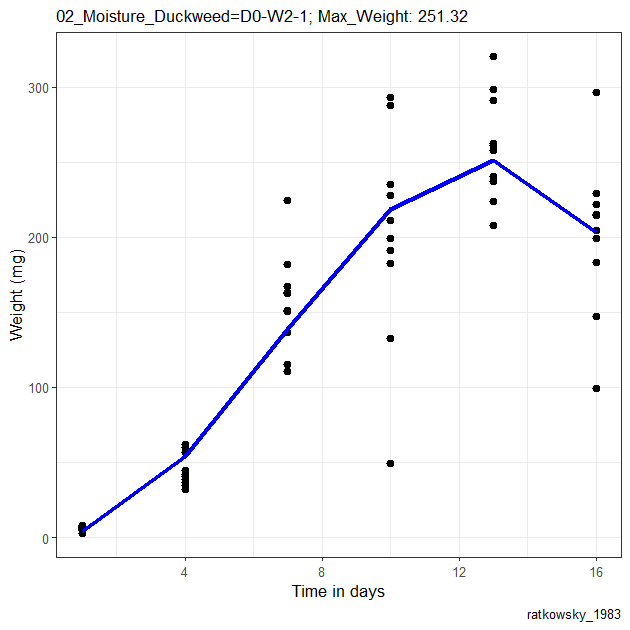 02_Moisture_Duckweed=D0-W2-1; Max_Weight: 251.32
Weight (mg)
300
200
100
0
4
8
12
16
Time in days
ratkowsky_1983